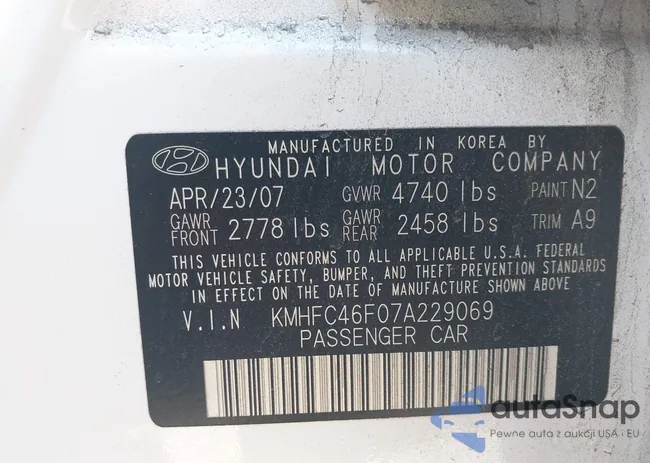 MANUFACTURED IN KOREA BY
HYUNDAI MOTOR COMPANY
APR/23/07 GVWR 4740 lbs PAINT N2
GAWR FRONT 2778 lbs GAWR REAR 2458 lbs TRIM A9
THIS VEHICLE CONFORMS TO ALL APPLICABLE U.S.A. FEDERAL
MOTOR VEHICLE SAFETY, BUMPER, AND THEFT PREVENTION STANDARDS
IN EFFECT ON THE DATE OF MANUFACTURE SHOWN ABOVE
V.I.N KMHFC46F07A229069
PASSENGER CAR
autoSnap
Pewne auta z aukcji USA i EU